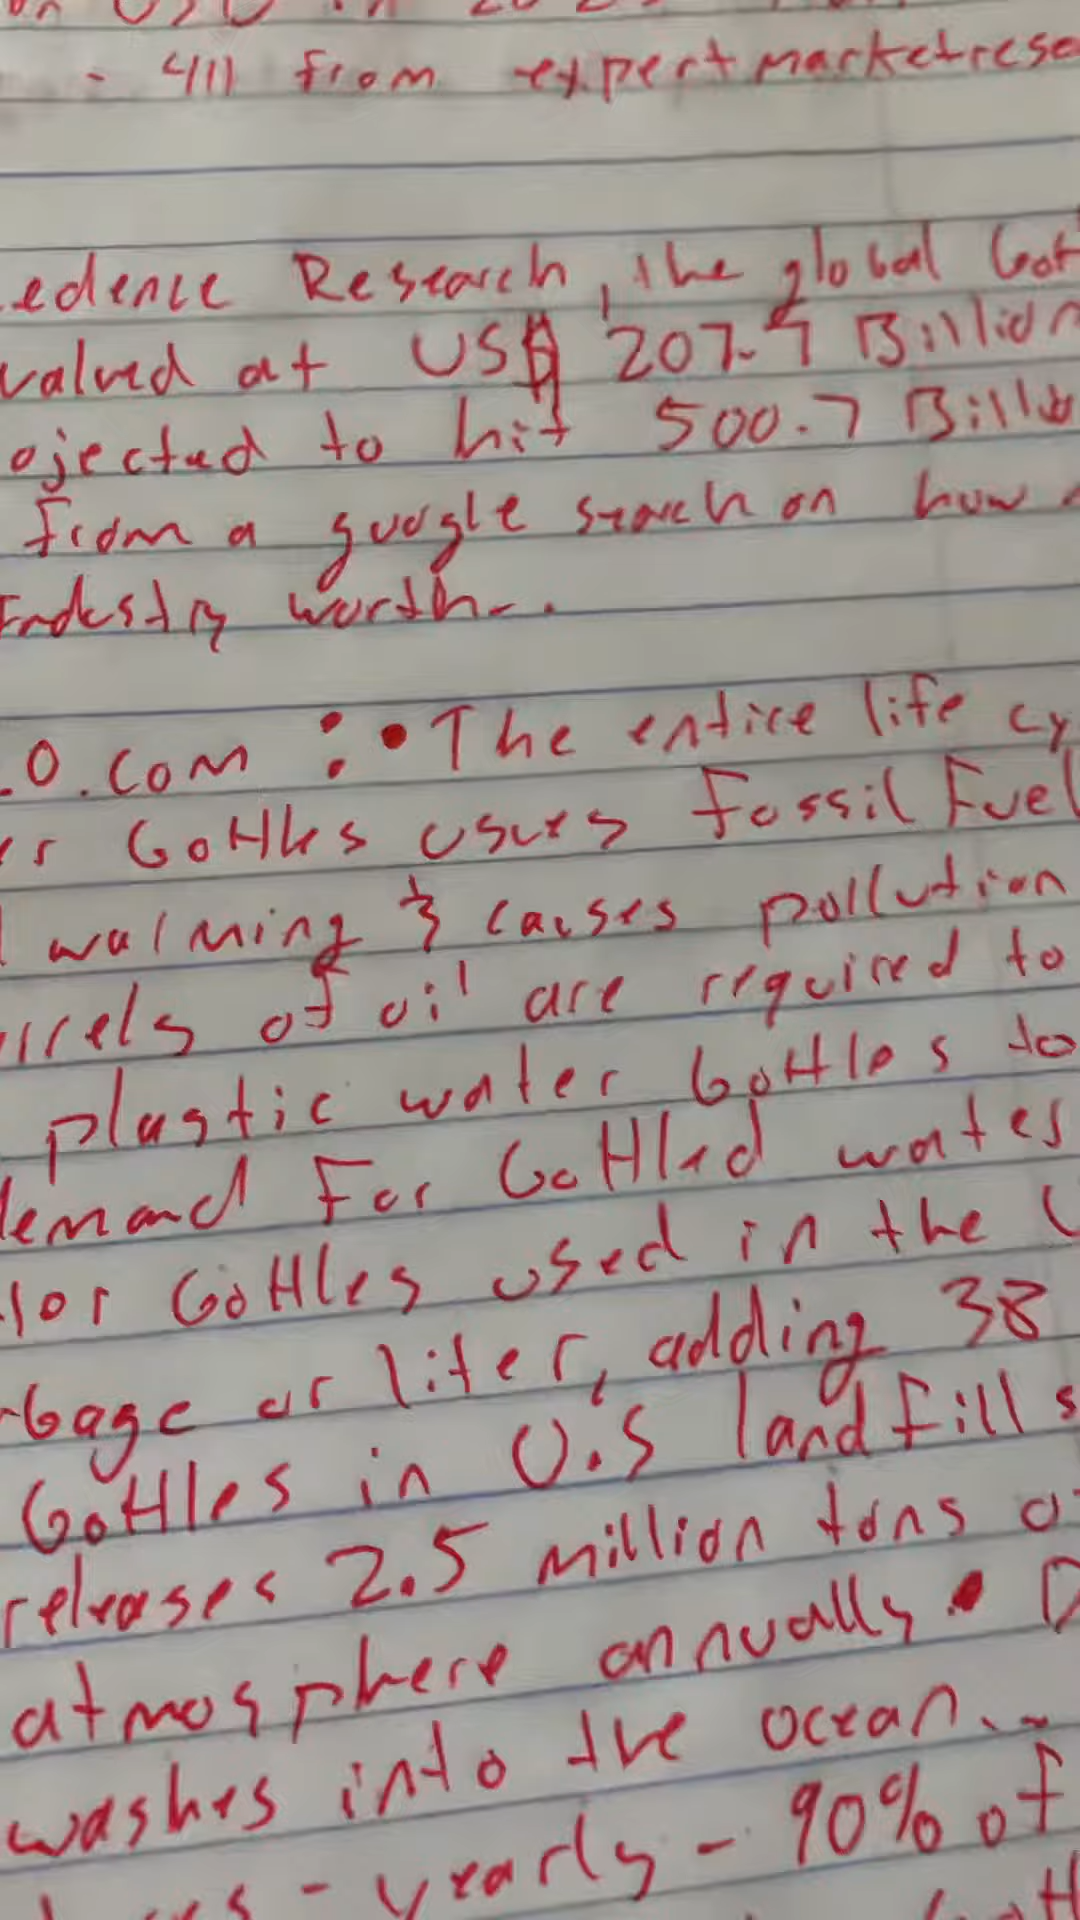 - 411 from expertmarketrese
edence Research, the global bott
valued at US$ 207.9 Billion
ojected to hit 500.7 Billio
from a google search on how
Industry worth-.
.0.com : • The entire life cy
rs bottles uses Fossil Fuel
l warming & causes pollution
rrels of oil are required to
plastic water bottles to
demand For bottled water
for bottles used in the U
rbage or liter, adding 38
bottles in U.S landfills
releases 2.5 million tons o
atmosphere annually. • D
washes into the ocean..
- yearly - 90% of